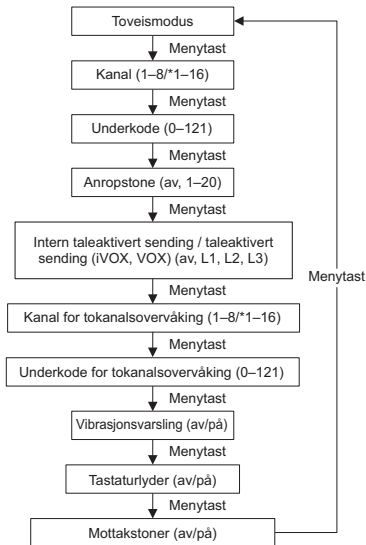 Toveismodus
Menytast
Kanal (1–8/*1–16)
Menytast
Underkode (0–121)
Menytast
Anropstone (av, 1–20)
Menytast
Intern taleaktivert sending / taleaktivert
sending (iVOX, VOX) (av, L1, L2, L3)
Menytast
Menytast
Kanal for tokanalsovervåking (1–8/*1–16)
Menytast
Underkode for tokanalsovervåking (0–121)
Menytast
Vibrasjonsvarsling (av/på)
Menytast
Tastaturlyder (av/på)
Menytast
Mottakstoner (av/på)